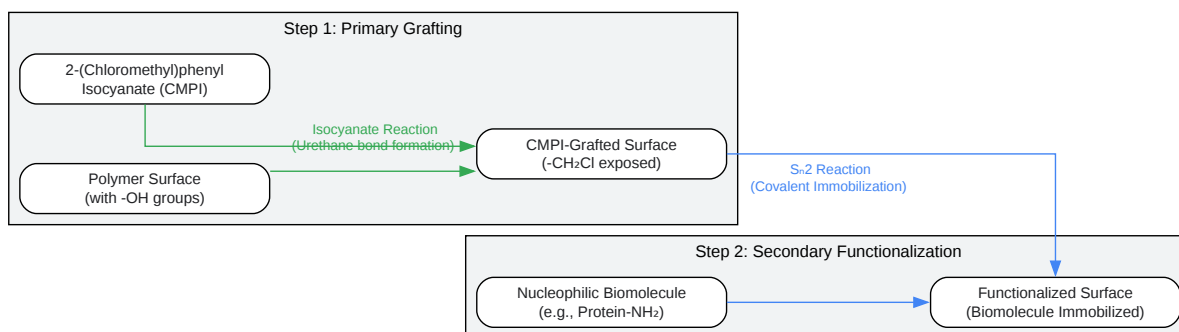 Step 1: Primary Grafting
2-(Chloromethyl)phenyl
Isocyanate (CMPI)
Isocyanate Reaction
(Urethane bond formation)
CMPI-Grafted Surface
(-CH₂Cl exposed)
Polymer Surface
(with -OH groups)
Sₙ2 Reaction
(Covalent Immobilization)
Step 2: Secondary Functionalization
Nucleophilic Biomolecule
(e.g., Protein-NH₂)
Functionalized Surface
(Biomolecule Immobilized)